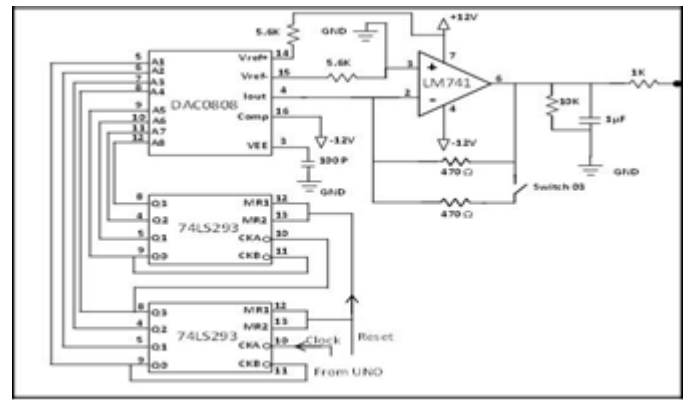 +12V
5.6K
GND
14
Vref+
7
5 A1
6 A2
7 A3
8 A4
15
Vref-
5.6K
3
+
LM741
6
1K
Iout
4
2
-
DAC0808
9 A5
10 A6
11 A7
12 A8
Comp
16
4
10K
1µF
-12V
-12V
VEE
3
100P
GND
470 Ω
GND
Switch 03
470 Ω
8 Q3
MR1 12
4 Q2
MR2 13
74LS293
5 Q1
CKA 10
9 Q0
CKB 11
8 Q3
MR1 12
4 Q2
MR2 13
74LS293
Reset
5 Q1
CKA 10
Clock
9 Q0
CKB
11
From UNO